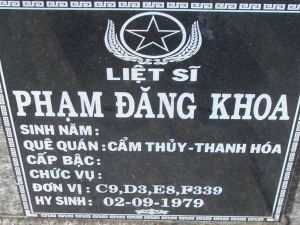 LIỆT SĨ
PHẠM ĐĂNG KHOA
SINH NĂM :
QUÊ QUÁN : CẨM THỦY - THANH HÓA
CẤP BẬC :
CHỨC VỤ :
ĐƠN VỊ : C9,D3,E8,F339
HY SINH : 02-09-1979